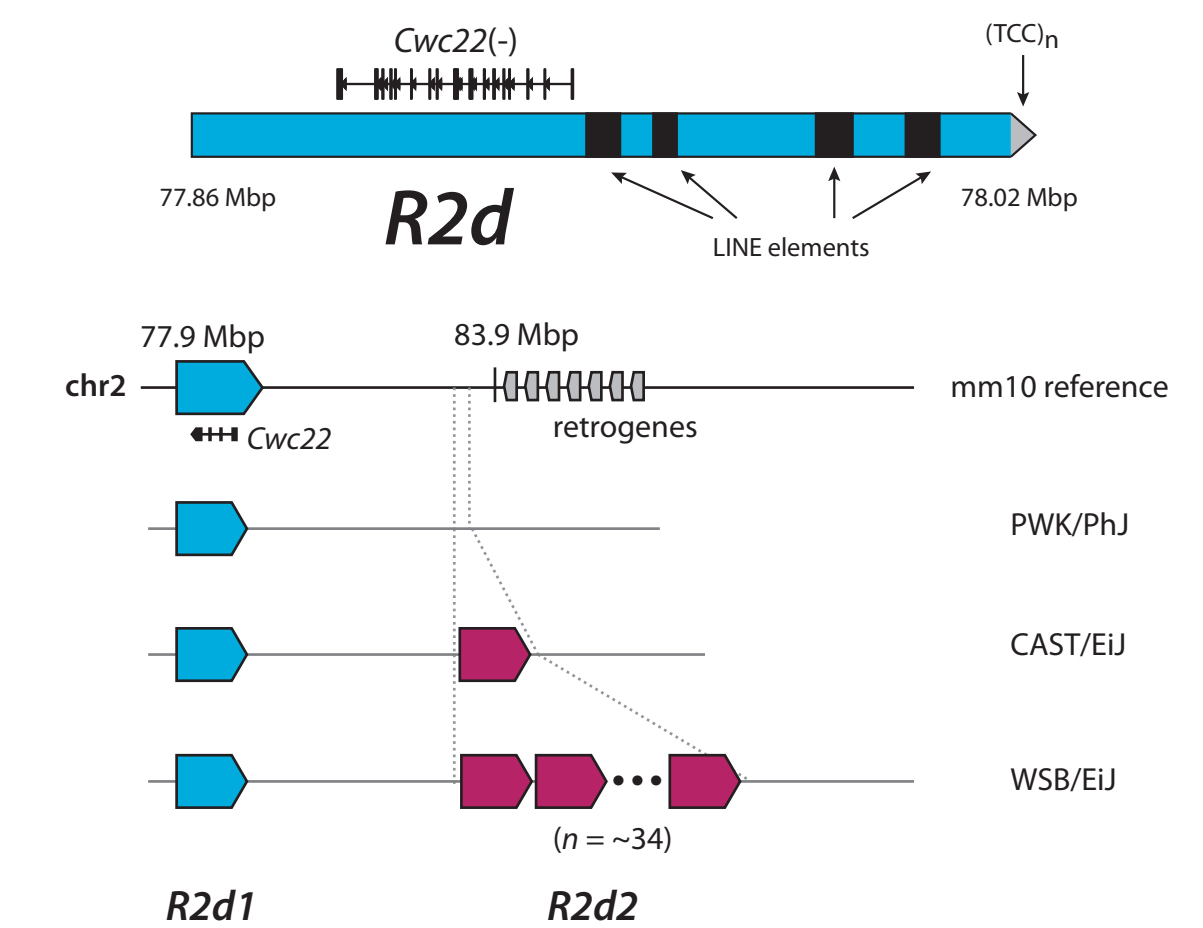 Cwc22(-)
(TCC)n
77.86 Mbp
R2d
78.02 Mbp
LINE elements
77.9 Mbp
83.9 Mbp
chr2
mm10 reference
Cwc22
retrogenes
PWK/PhJ
CAST/EiJ
WSB/EiJ
(n = ~34)
R2d1
R2d2